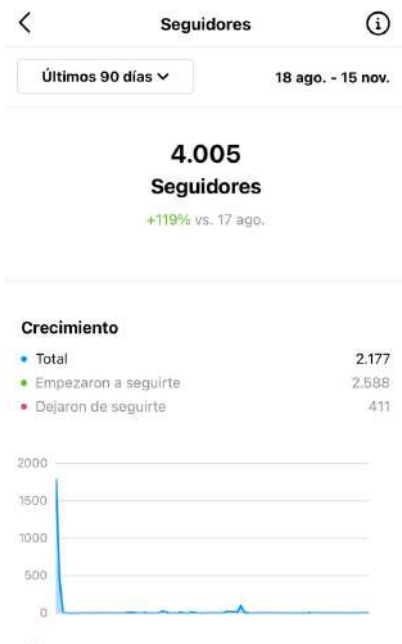 Seguidores
Últimos 90 días
18 ago. - 15 nov.
4.005
Seguidores
+119% vs. 17 ago.
Crecimiento
Total 2.177
Empezaron a seguirte 2.588
Dejaron de seguirte 411
2000
1500
1000
500
0